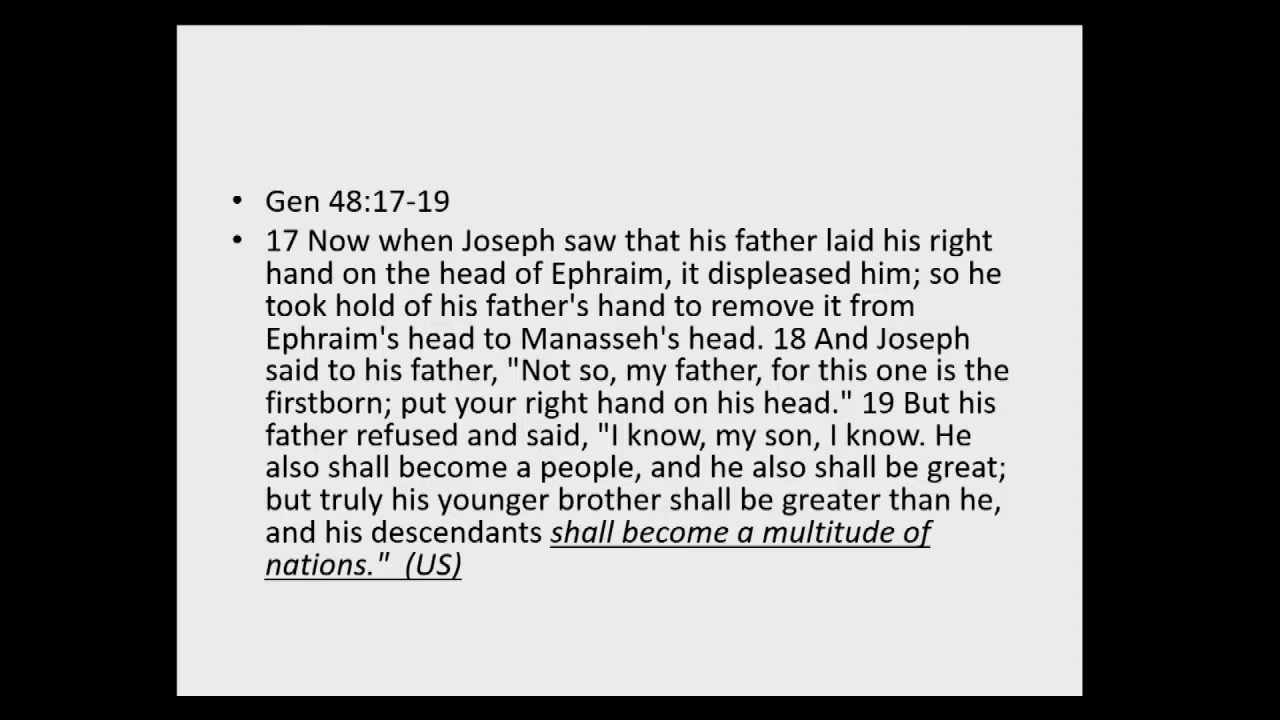 • Gen 48:17-19
• 17 Now when Joseph saw that his father laid his right
hand on the head of Ephraim, it displeased him; so he
took hold of his father's hand to remove it from
Ephraim's head to Manasseh's head. 18 And Joseph
said to his father, "Not so, my father, for this one is the
firstborn; put your right hand on his head." 19 But his
father refused and said, "I know, my son, I know. He
also shall become a people, and he also shall be great;
but truly his younger brother shall be greater than he,
and his descendants shall become a multitude of
nations."  (US)